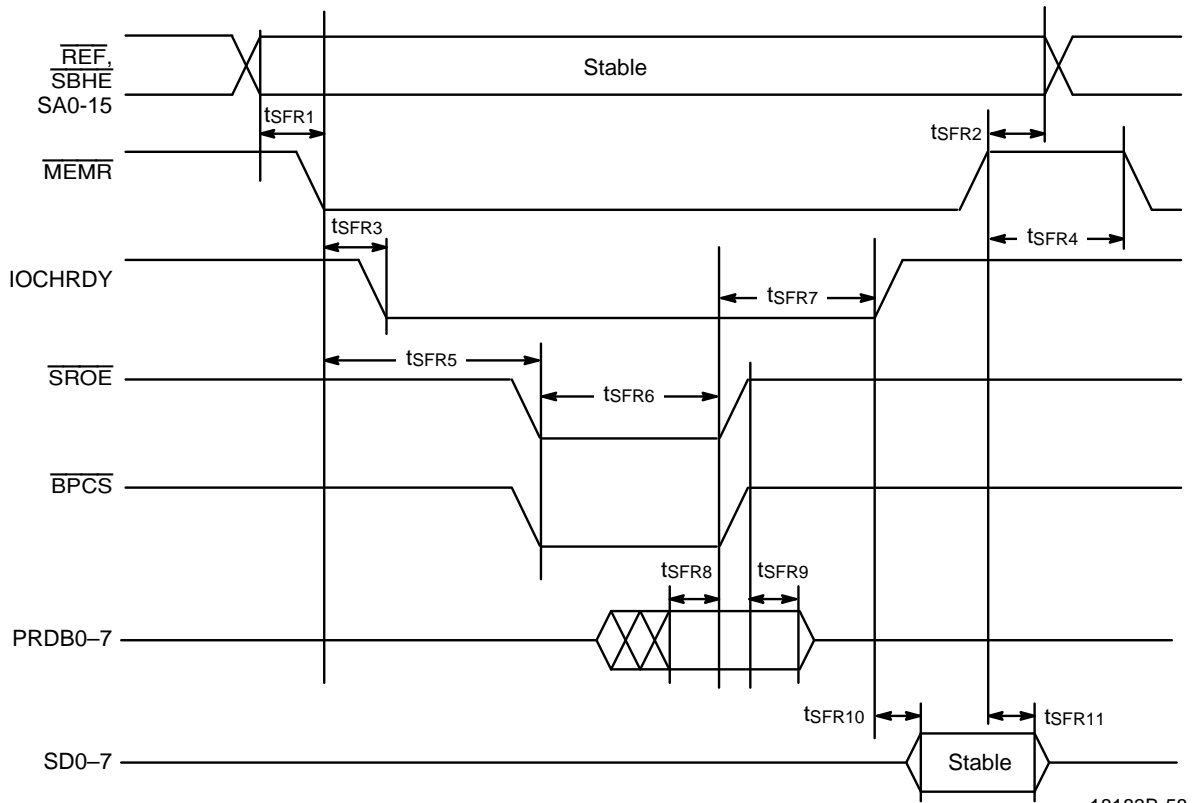 REF,
SBHE
SA0-15
Stable
tSFR1
tSFR2
MEMR
tSFR3
tSFR4
IOCHRDY
tSFR7
tSFR5
SROE
tSFR6
BPCS
tSFR8
tSFR9
PRDB0–7
tSFR10
tSFR11
SD0–7
Stable